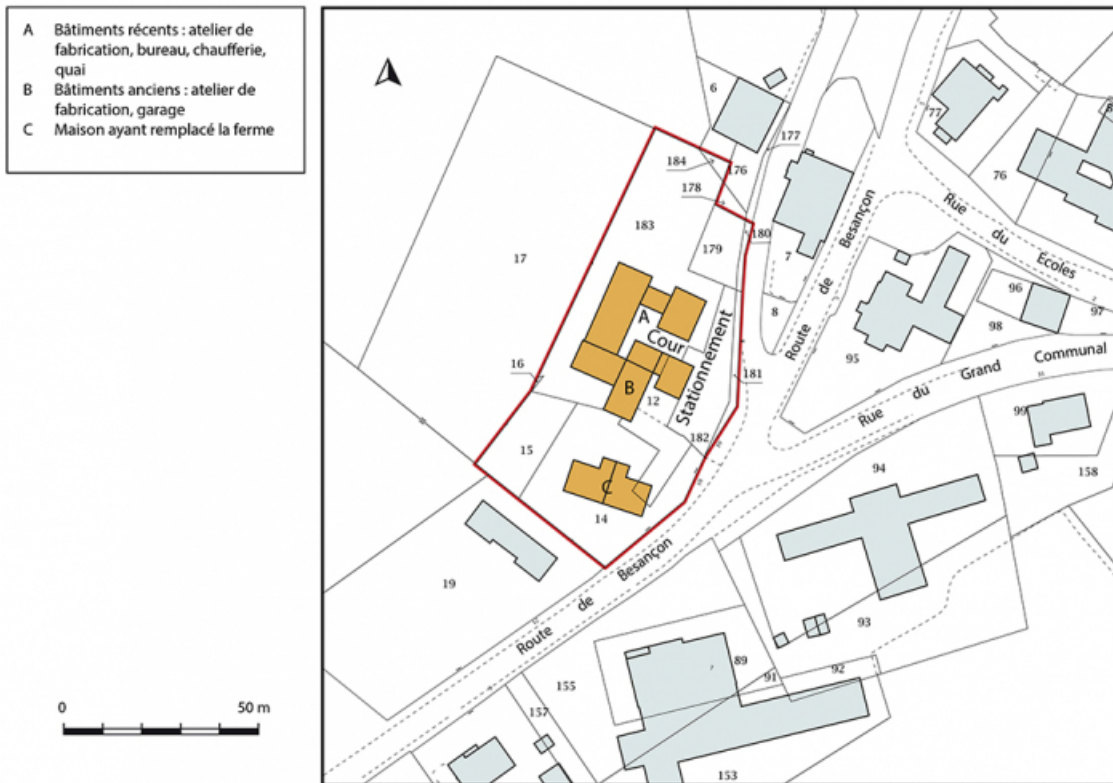 A Bâtiments récents : atelier de
fabrication, bureau, chaufferie,
quai
B Bâtiments anciens : atelier de
fabrication, garage
C Maison ayant remplacé la ferme
0 50 m
6
177
77
184
176
76
178
183
180
Rue du Ecoles
17
179
7
Route de Besançon
96
97
8
98
A
Cour
Stationnement
95
Rue du Grand Communal
16
181
B
12
99
15
182
94
158
C
14
19
Route de Besançon
93
89
92
155
91
157
153